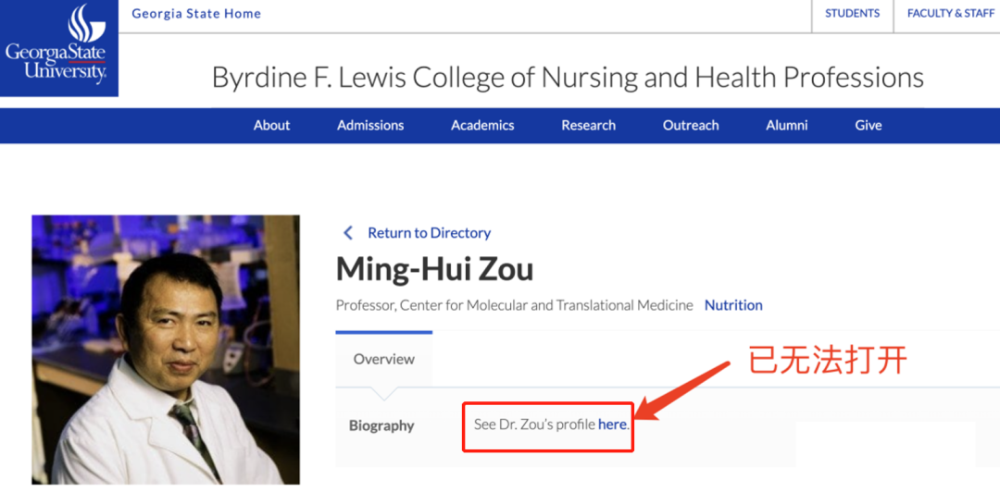 Georgia State Home
STUDENTS
FACULTY & STAFF
GeorgiaState
University.
Byrdine F. Lewis College of Nursing and Health Professions
About
Admissions
Academics
Research
Outreach
Alumni
Give
Return to Directory
Ming-Hui Zou
Professor, Center for Molecular and Translational Medicine Nutrition
Overview
已无法打开
Biography
See Dr. Zou's profile here.